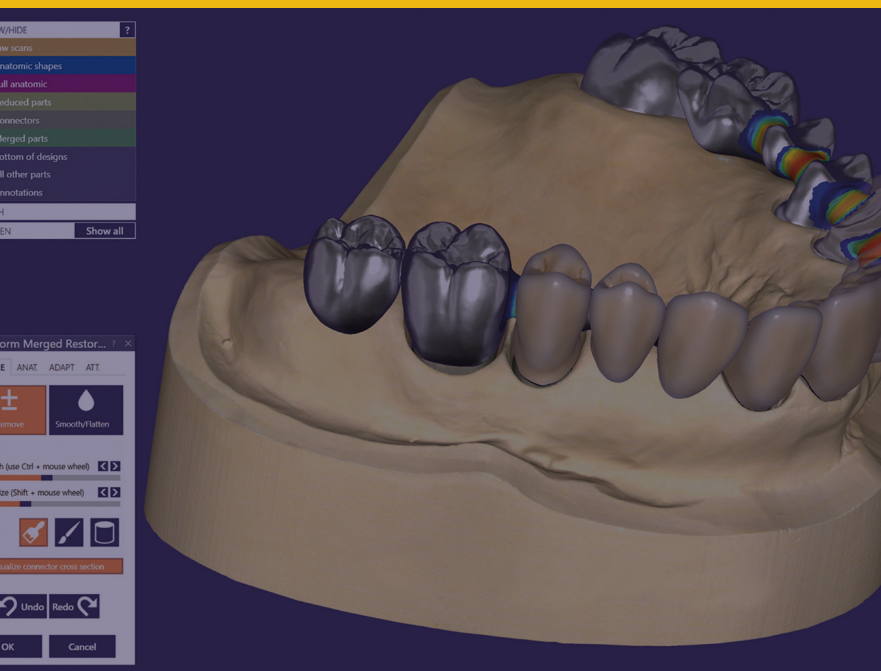 W/HIDE ?
w scans
natomic shapes
ull anatomic
educed parts
onnectors
erged parts
ottom of designs
ll other parts
nnotations
H
EN Show all
orm Merged Restor... ? ×
E ANAT. ADAPT ATT.
emove Smooth/Flatten
h (use Ctrl + mouse wheel)
ize (Shift + mouse wheel)
ualize connector cross section
Undo Redo
OK Cancel